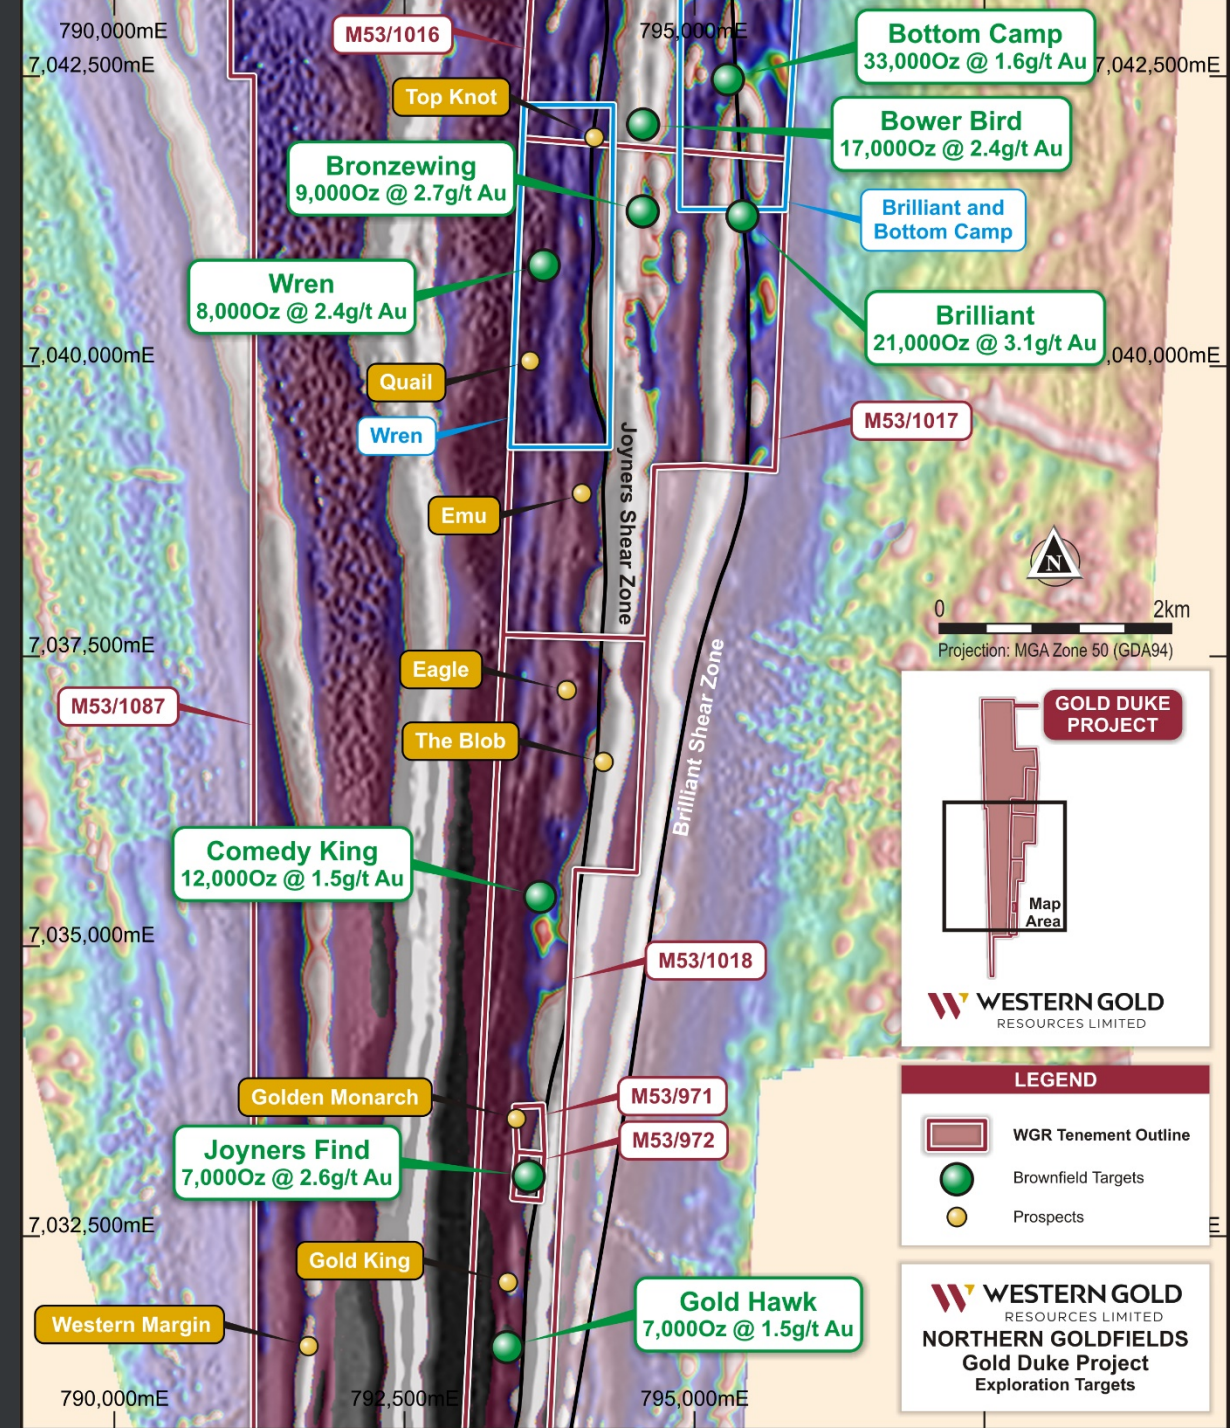 790,000mE
795,000mE
7,042,500mE
7,042,500mE
M53/1016
Bottom Camp
33,000Oz @ 1.6g/t Au
Top Knot
Bower Bird
17,000Oz @ 2.4g/t Au
Bronzewing
9,000Oz @ 2.7g/t Au
Brilliant and
Bottom Camp
Wren
8,000Oz @ 2.4g/t Au
Brilliant
21,000Oz @ 3.1g/t Au
7,040,000mE
,040,000mE
Quail
Wren
M53/1017
Joyners Shear Zone
Emu
N
0 2km
Projection: MGA Zone 50 (GDA94)
7,037,500mE
Eagle
M53/1087
The Blob
Brilliant Shear Zone
GOLD DUKE
PROJECT
Map
Area
WESTERN GOLD
RESOURCES LIMITED
Comedy King
12,000Oz @ 1.5g/t Au
7,035,000mE
M53/1018
LEGEND
WGR Tenement Outline
Brownfield Targets
Prospects
Golden Monarch
M53/971
M53/972
Joyners Find
7,000Oz @ 2.6g/t Au
7,032,500mE
E
Gold King
Gold Hawk
7,000Oz @ 1.5g/t Au
Western Margin
WESTERN GOLD
RESOURCES LIMITED
NORTHERN GOLDFIELDS
Gold Duke Project
Exploration Targets
790,000mE
792,500mE
795,000mE